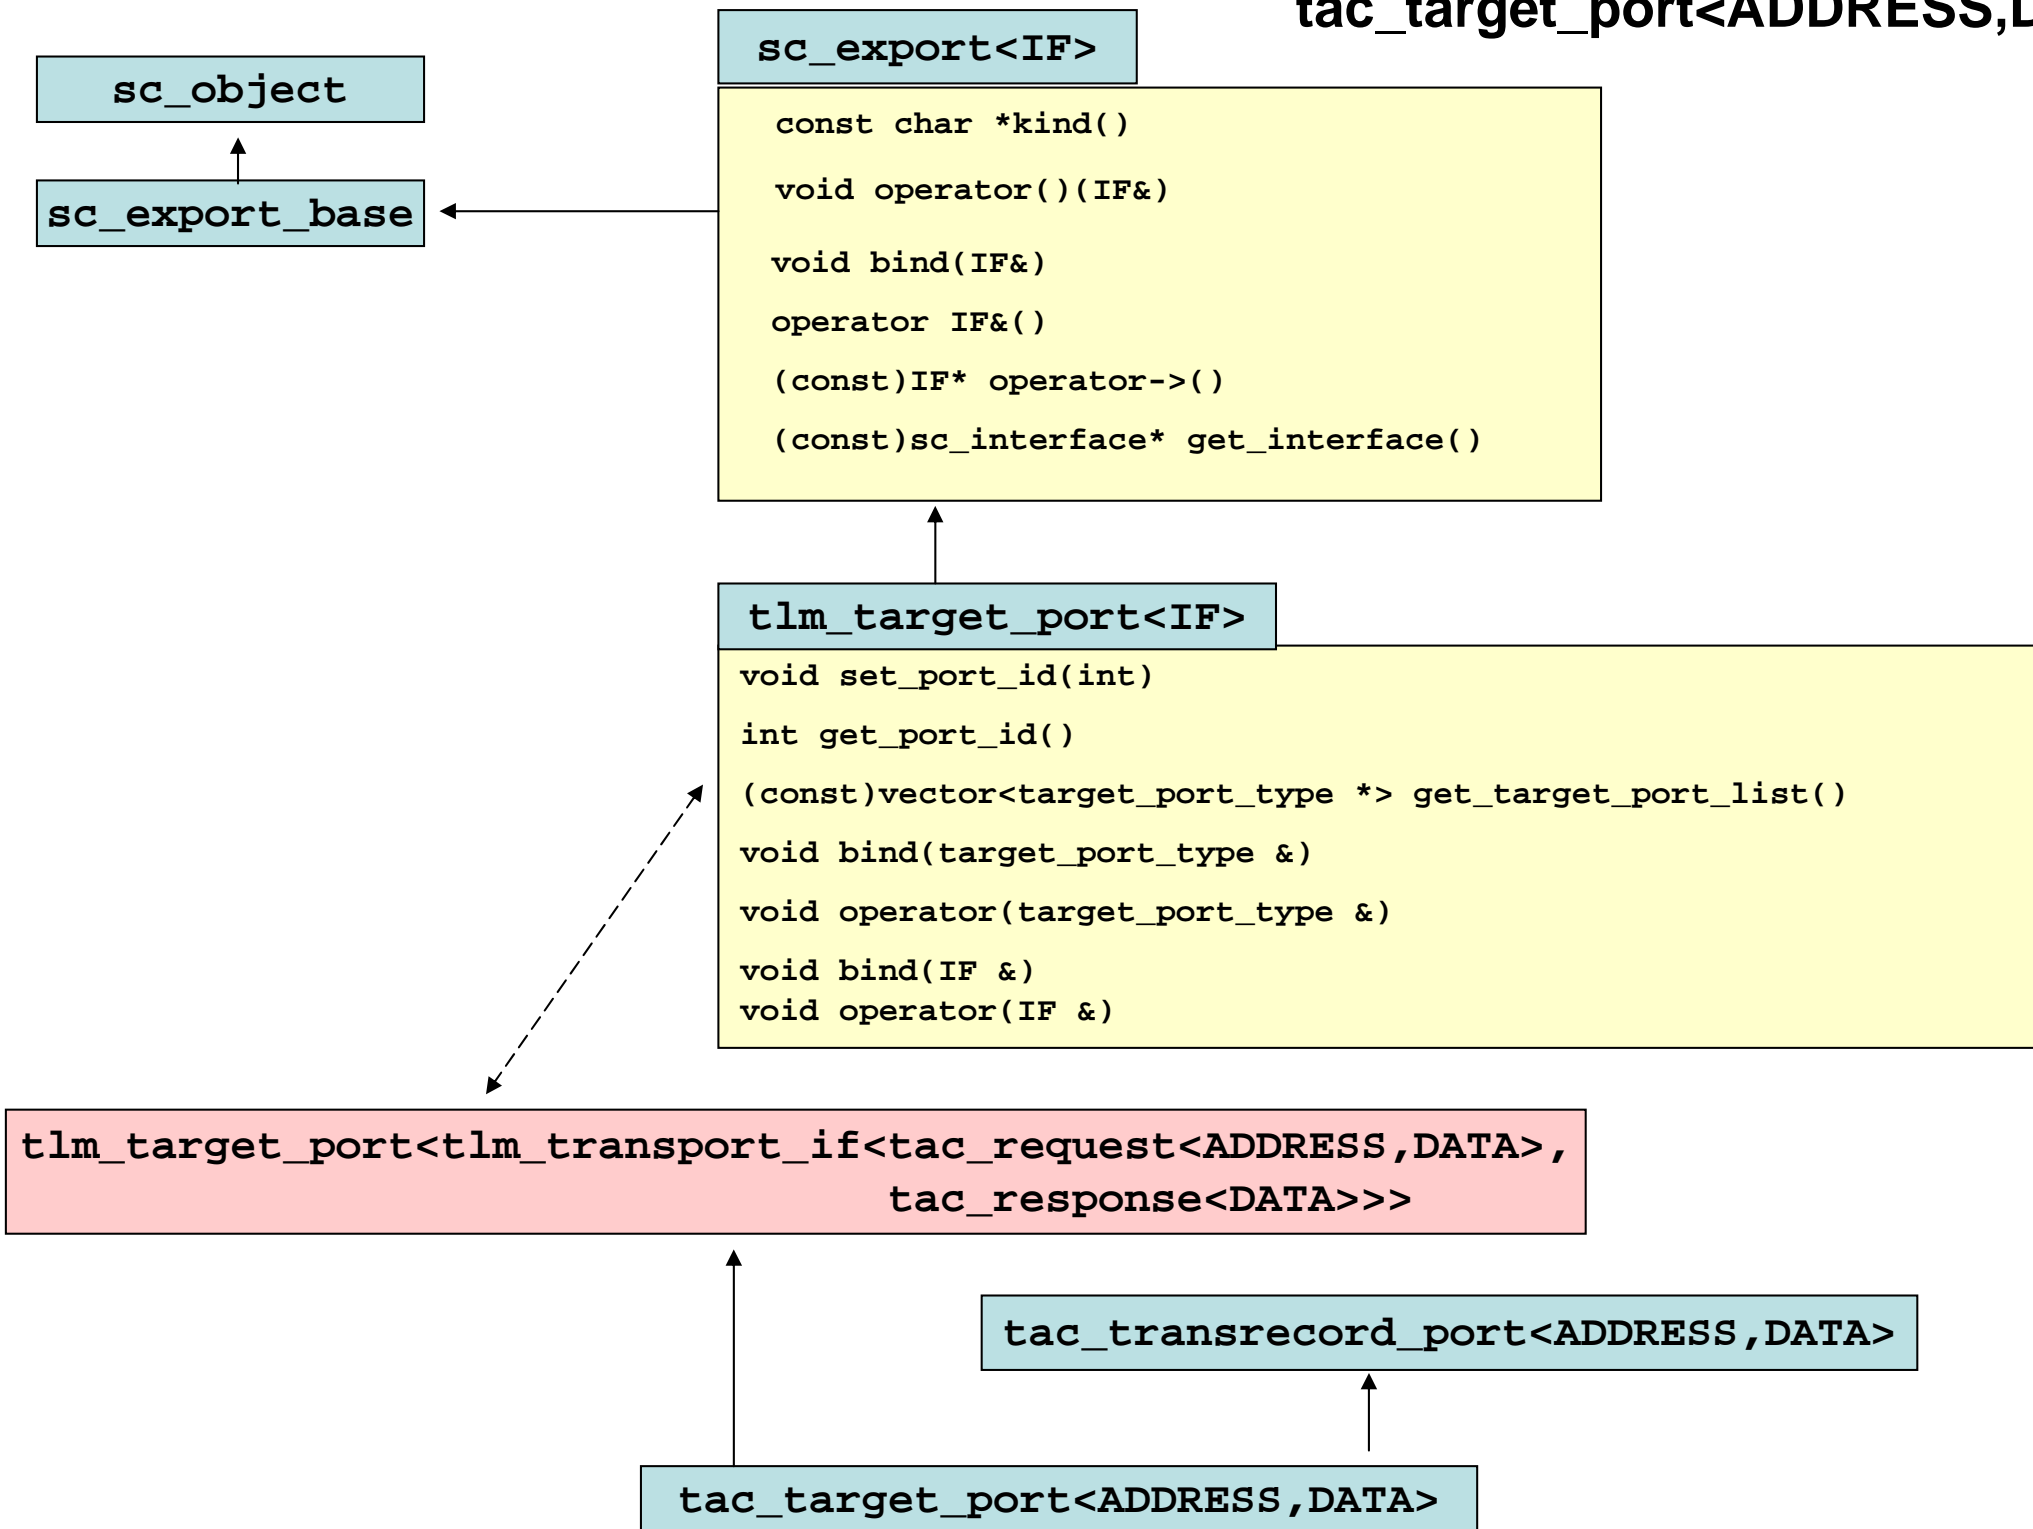 tac_target_port<ADDRESS,D
sc_export<IF>
sc_object
const char *kind()
void operator()(IF&)
sc_export_base
void bind(IF&)
operator IF&()
(const)IF* operator->()
(const)sc_interface* get_interface()
tlm_target_port<IF>
void set_port_id(int)
int get_port_id()
(const)vector<target_port_type *> get_target_port_list()
void bind(target_port_type &)
void operator(target_port_type &)
void bind(IF &)
void operator(IF &)
tlm_target_port<tlm_transport_if<tac_request<ADDRESS,DATA>,
tac_response<DATA>>>
tac_transrecord_port<ADDRESS,DATA>
tac_target_port<ADDRESS,DATA>